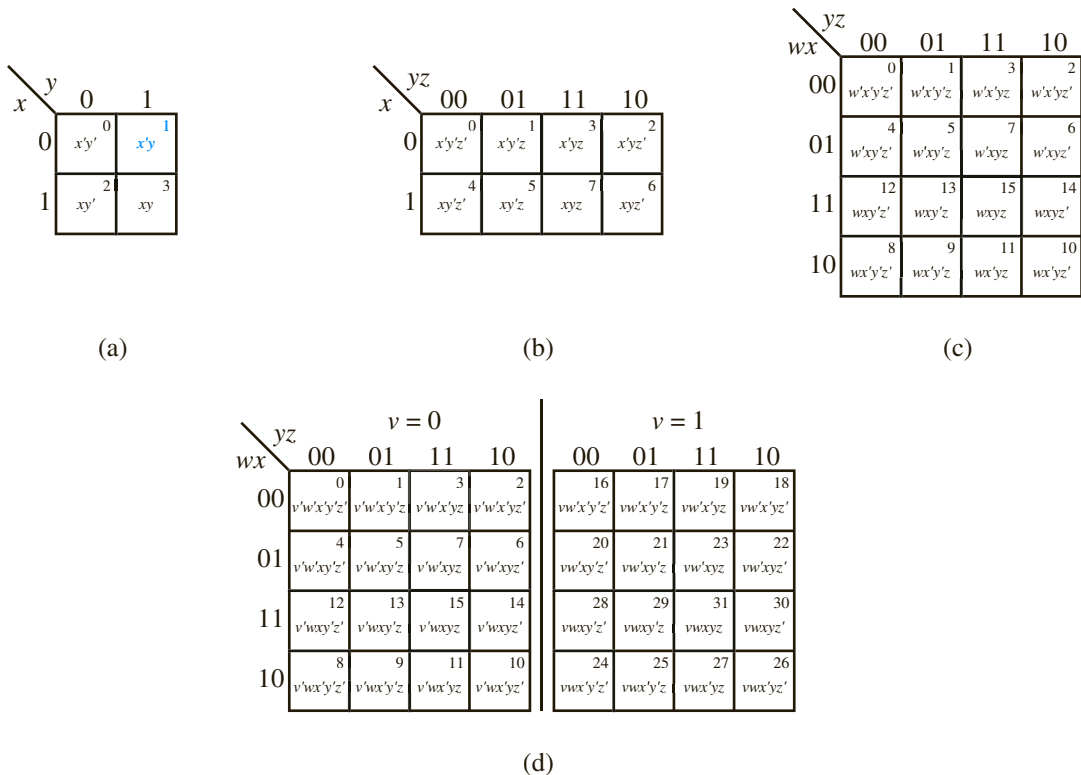 y
x 0 1
0 x'y' 0 x'y 1
1 xy' 2 xy 3
(a)
yz
x 00 01 11 10
0 x'y'z' 0 x'y'z 1 x'yz 3 x'yz' 2
1 xy'z' 4 xy'z 5 xyz 7 xyz' 6
(b)
yz
wx 00 01 11 10
00 w'x'y'z' 0 w'x'y'z 1 w'x'yz 3 w'x'yz' 2
01 w'xy'z' 4 w'xy'z 5 w'xyz 7 w'xyz' 6
11 wxy'z' 12 wxy'z 13 wxyz 15 wxyz' 14
10 wx'y'z' 8 wx'y'z 9 wx'yz 11 wx'yz' 10
(c)
v = 0 v = 1
yz
wx 00 01 11 10 00 01 11 10
00 v'w'x'y'z' 0 v'w'x'y'z 1 v'w'x'yz 3 v'w'x'yz' 2 vw'x'y'z' 16 vw'x'y'z 17 vw'x'yz 19 vw'x'yz' 18
01 v'w'xy'z' 4 v'w'xy'z 5 v'w'xyz 7 v'w'xyz' 6 vw'xy'z' 20 vw'xy'z 21 vw'xyz 23 vw'xyz' 22
11 v'wxy'z' 12 v'wxy'z 13 v'wxyz 15 v'wxyz' 14 vwxy'z' 28 vwxy'z 29 vwxyz 31 vwxyz' 30
10 v'wx'y'z' 8 v'wx'y'z 9 v'wx'yz 11 v'wx'yz' 10 vwx'y'z' 24 vwx'y'z 25 vwx'yz 27 vwx'yz' 26
(d)